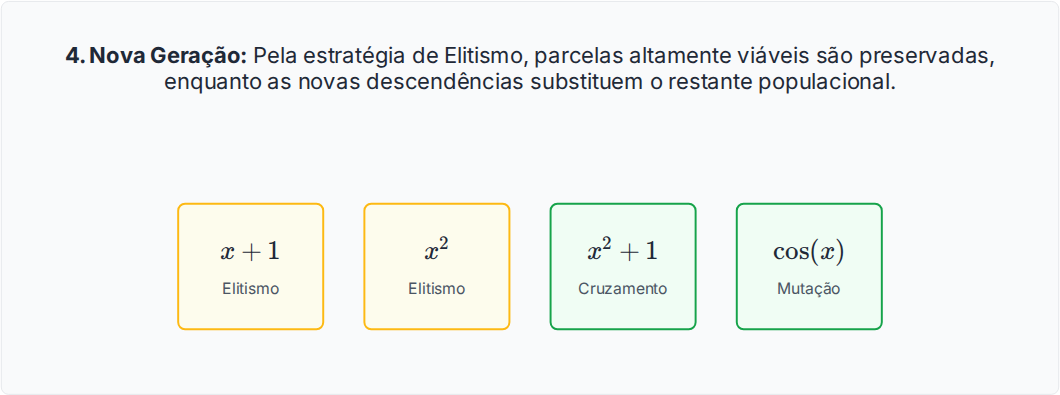 4. Nova Geração: Pela estratégia de Elitismo, parcelas altamente viáveis são preservadas,
enquanto as novas descendências substituem o restante populacional.
x + 1
Elitismo
x²
Elitismo
x² + 1
Cruzamento
cos(x)
Mutação